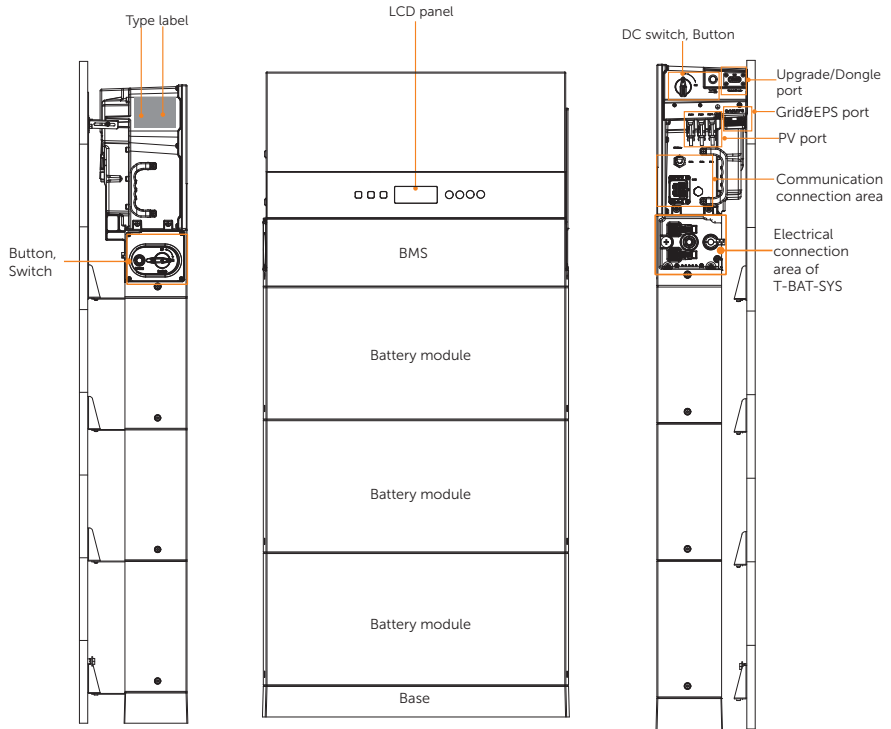 Type label
LCD panel
DC switch, Button
Upgrade/Dongle
port
Grid&EPS port
PV port
Communication
connection area
Electrical
connection
area of
T-BAT-SYS
Button,
Switch
BMS
Battery module
Battery module
Battery module
Base